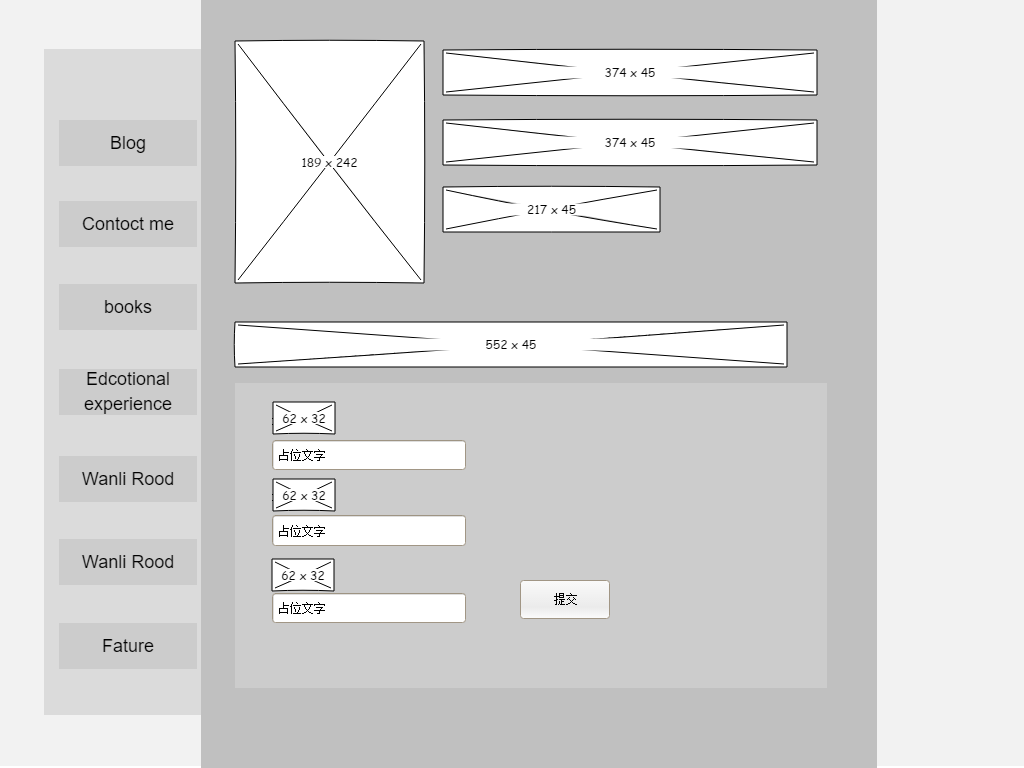 Blog
Contoct me
books
Edcotional
experience
Wanli Rood
Wanli Rood
Fature
189 x 242
374 x 45
374 x 45
217 x 45
552 x 45
62 x 32
占位文字
62 x 32
占位文字
62 x 32
占位文字
提交